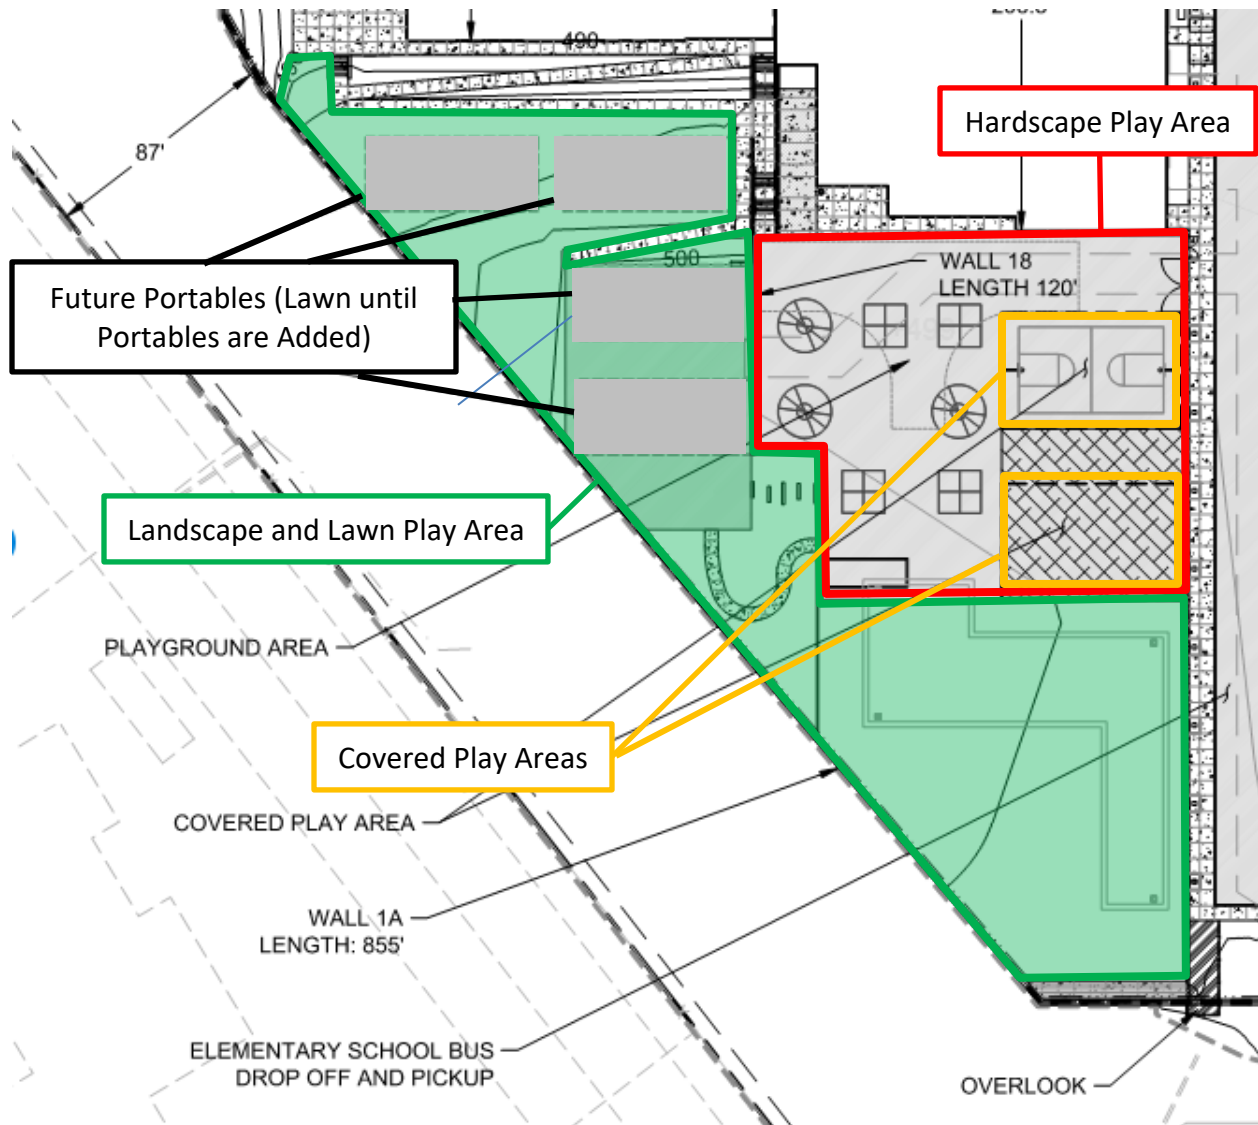 490
87'
Hardscape Play Area
500
WALL 18
LENGTH 120'
Future Portables (Lawn until
Portables are Added)
Landscape and Lawn Play Area
PLAYGROUND AREA
Covered Play Areas
COVERED PLAY AREA
WALL 1A
LENGTH: 855'
ELEMENTARY SCHOOL BUS
DROP OFF AND PICKUP
OVERLOOK